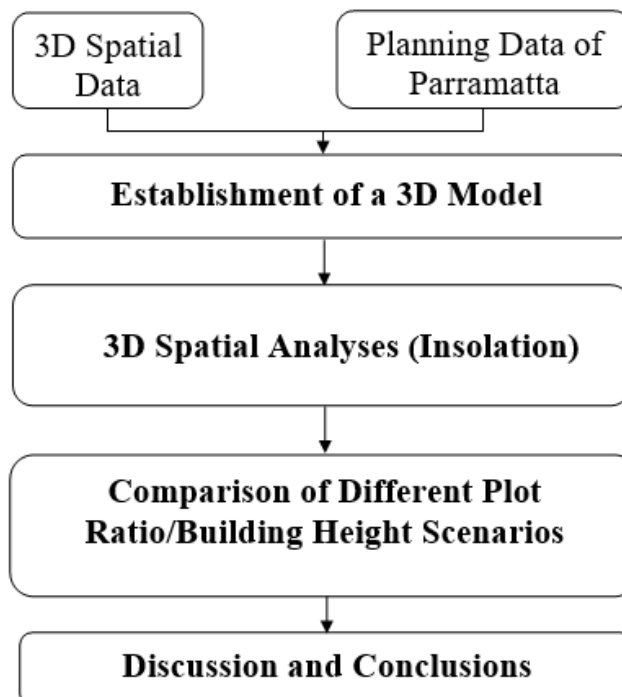 3D Spatial
Data
Planning Data of
Parramatta
Establishment of a 3D Model
3D Spatial Analyses (Insolation)
Comparison of Different Plot
Ratio/Building Height Scenarios
Discussion and Conclusions